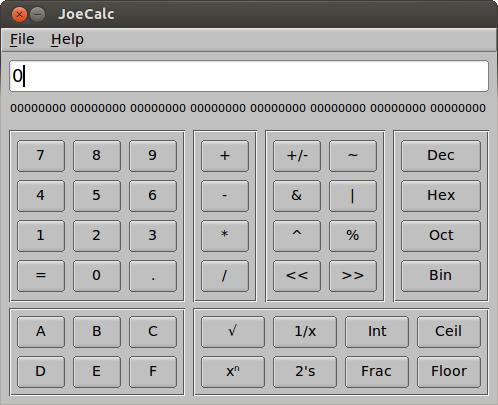 JoeCalc
File Help
0
00000000 00000000 00000000 00000000 00000000 00000000 00000000 00000000
7 8 9 + +/- ~ Dec
4 5 6 - & | Hex
1 2 3 * ^ % Oct
= 0 . / << >> Bin
A B C √ 1/x Int Ceil
D E F xⁿ 2's Frac Floor